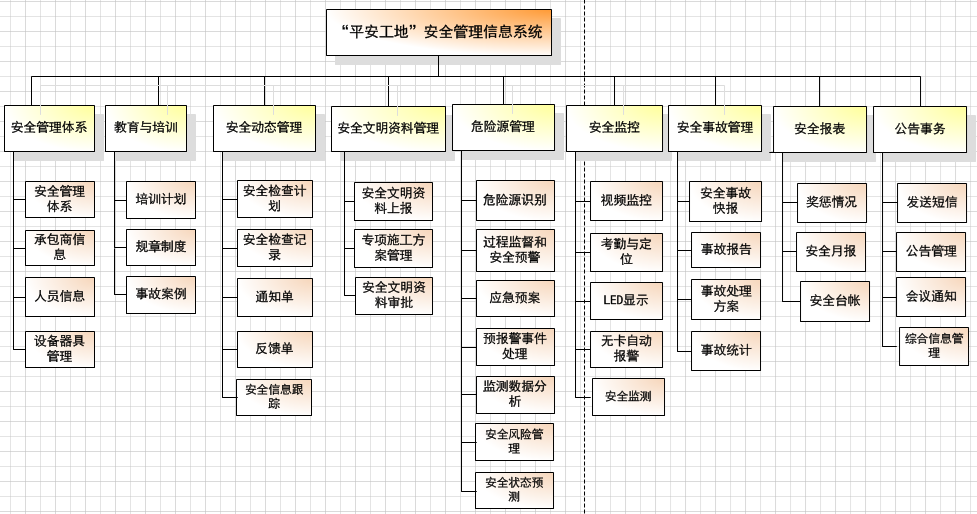 “平安工地”安全管理信息系统
安全管理体系
教育与培训
安全动态管理
安全文明资料管理
危险源管理
安全监控
安全事故管理
安全报表
公告事务
安全管理
体系
承包商信
息
人员信息
设备器具
管理
培训计划
规章制度
事故案例
安全检查计
划
安全检查记
录
通知单
反馈单
安全信息跟
踪
安全文明资
料上报
专项施工方
案管理
安全文明资
料审批
危险源识别
过程监督和
安全预警
应急预案
预报警事件
处理
监测数据分
析
安全风险管
理
安全状态预
测
视频监控
考勤与定
位
LED显示
无卡自动
报警
安全监测
安全事故
快报
事故报告
事故处理
方案
事故统计
奖惩情况
安全月报
安全台帐
发送短信
公告管理
会议通知
综合信息管
理